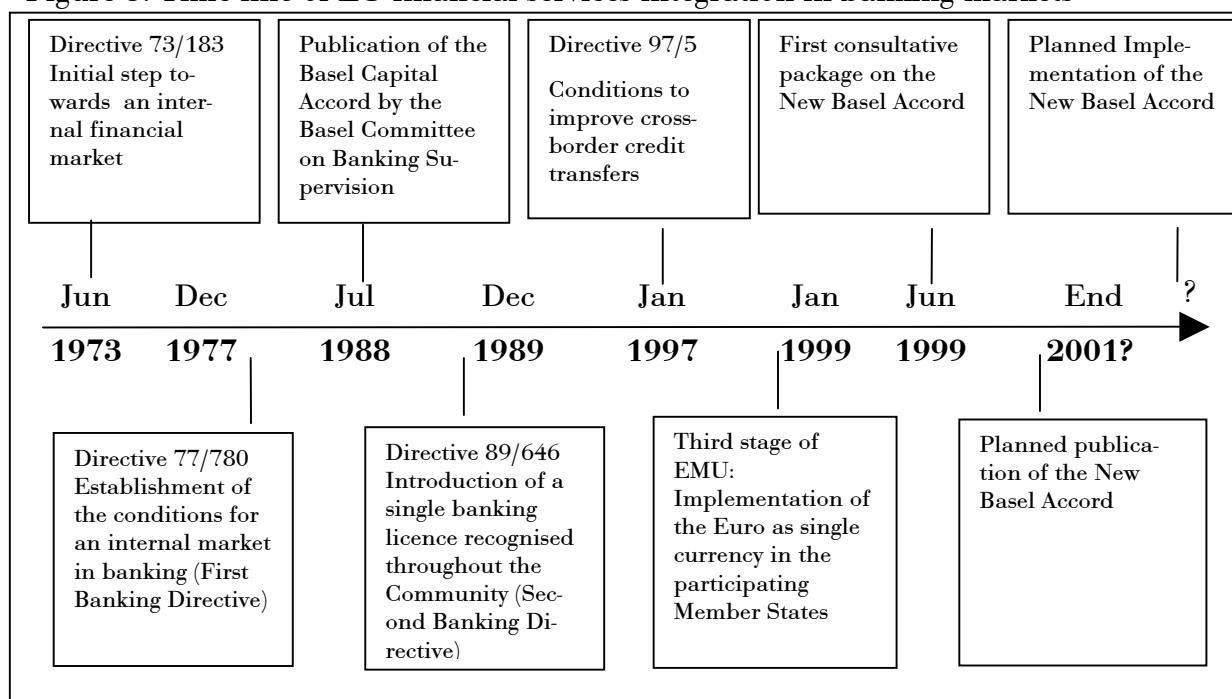 Directive 73/183
Initial step to-
wards an inter-
nal financial
market
Publication of the
Basel Capital
Accord by the
Basel Committee
on Banking Su-
pervision
Directive 97/5
Conditions to
improve cross-
border credit
transfers
First consultative
package on the
New Basel Accord
Planned Imple-
mentation of the
New Basel Accord
Jun Dec Jul Dec Jan Jan Jun End ?
1973 1977 1988 1989 1997 1999 1999 2001?
Directive 77/780
Establishment of
the conditions for
an internal market
in banking (First
Banking Directive)
Directive 89/646
Introduction of a
single banking
licence recognised
throughout the
Community (Sec-
ond Banking Di-
rective)
Third stage of
EMU:
Implementation of
the Euro as single
currency in the
participating
Member States
Planned publica-
tion of the New
Basel Accord